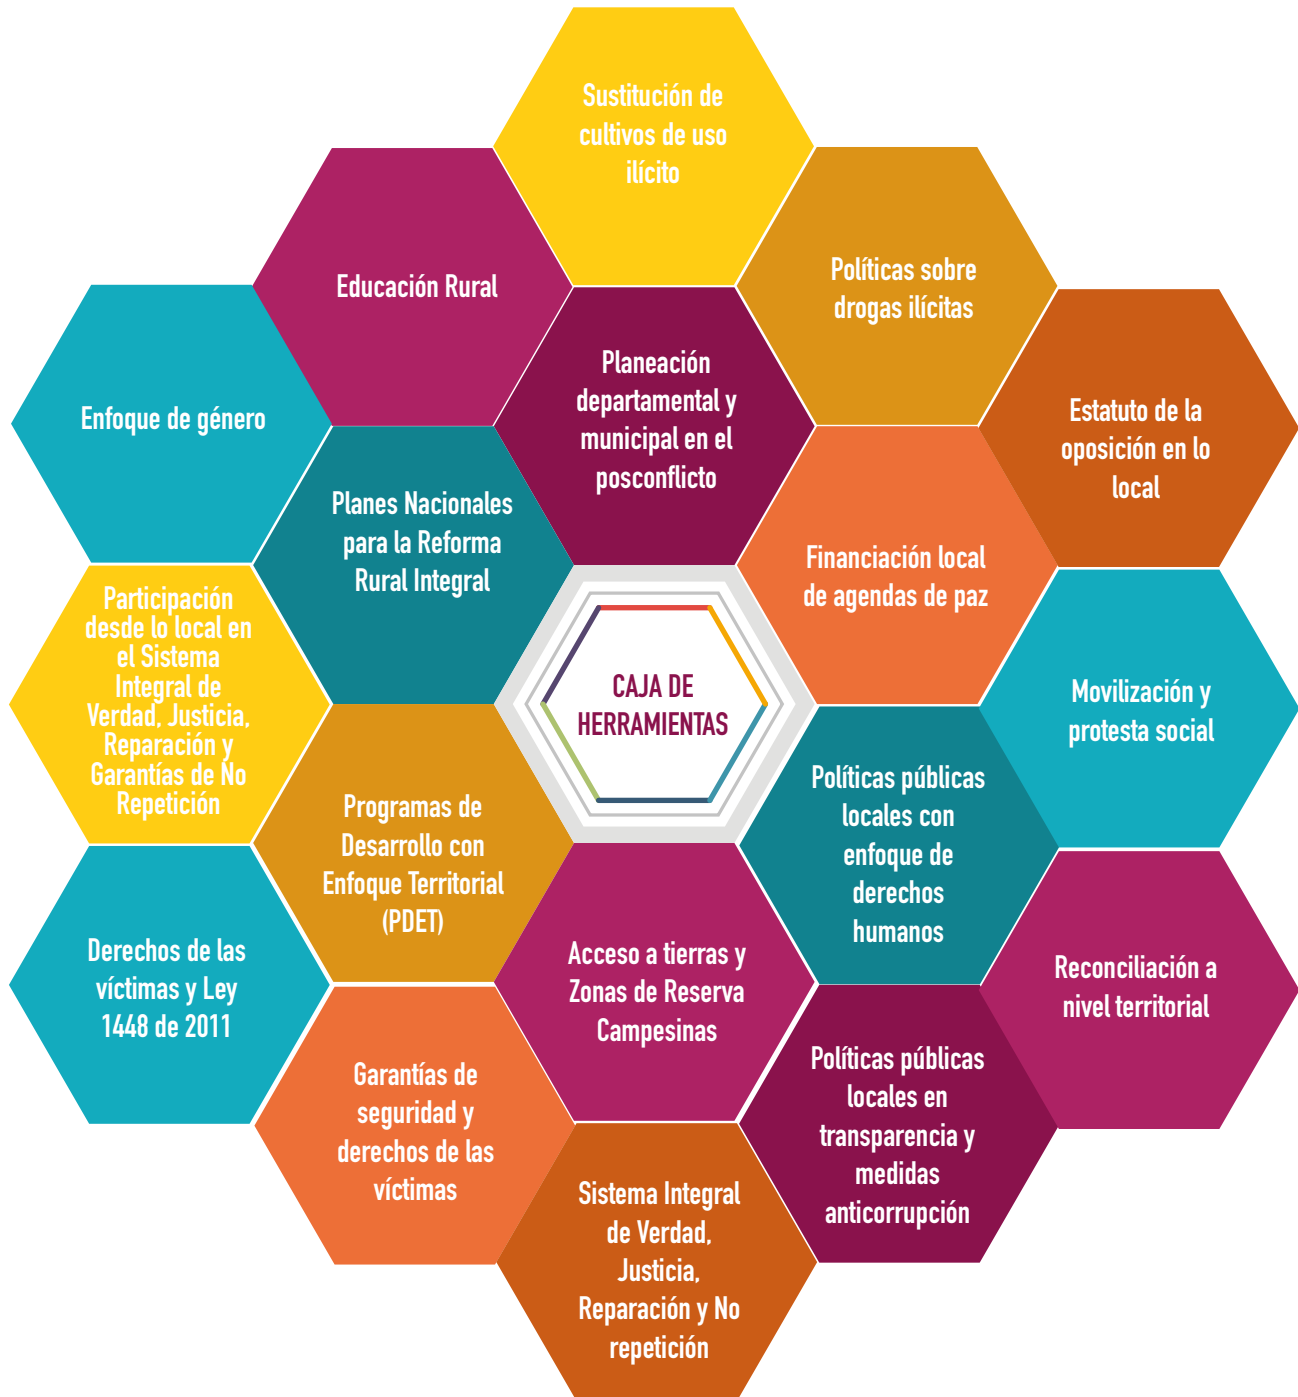 Sustitución de
cultivos de uso
ilícito
Educación Rural
Políticas sobre
drogas ilícitas
Enfoque de género
Planeación
departamental y
municipal en el
posconflicto
Estatuto de la
oposición en lo
local
Planes Nacionales
para la Reforma
Rural Integral
Financiación local
de agendas de paz
Participación
desde lo local en
el Sistema
Integral de
Verdad, Justicia,
Reparación y
Garantías de No
Repetición
CAJA DE
HERRAMIENTAS
Movilización y
protesta social
Programas de
Desarrollo con
Enfoque Territorial
(PDET)
Políticas públicas
locales con
enfoque de
derechos
humanos
Derechos de las
víctimas y Ley
1448 de 2011
Acceso a tierras y
Zonas de Reserva
Campesinas
Reconciliación a
nivel territorial
Garantías de
seguridad y
derechos de las
víctimas
Políticas públicas
locales en
transparencia y
medidas
anticorrupción
Sistema Integral
de Verdad,
Justicia,
Reparación y No
repetición